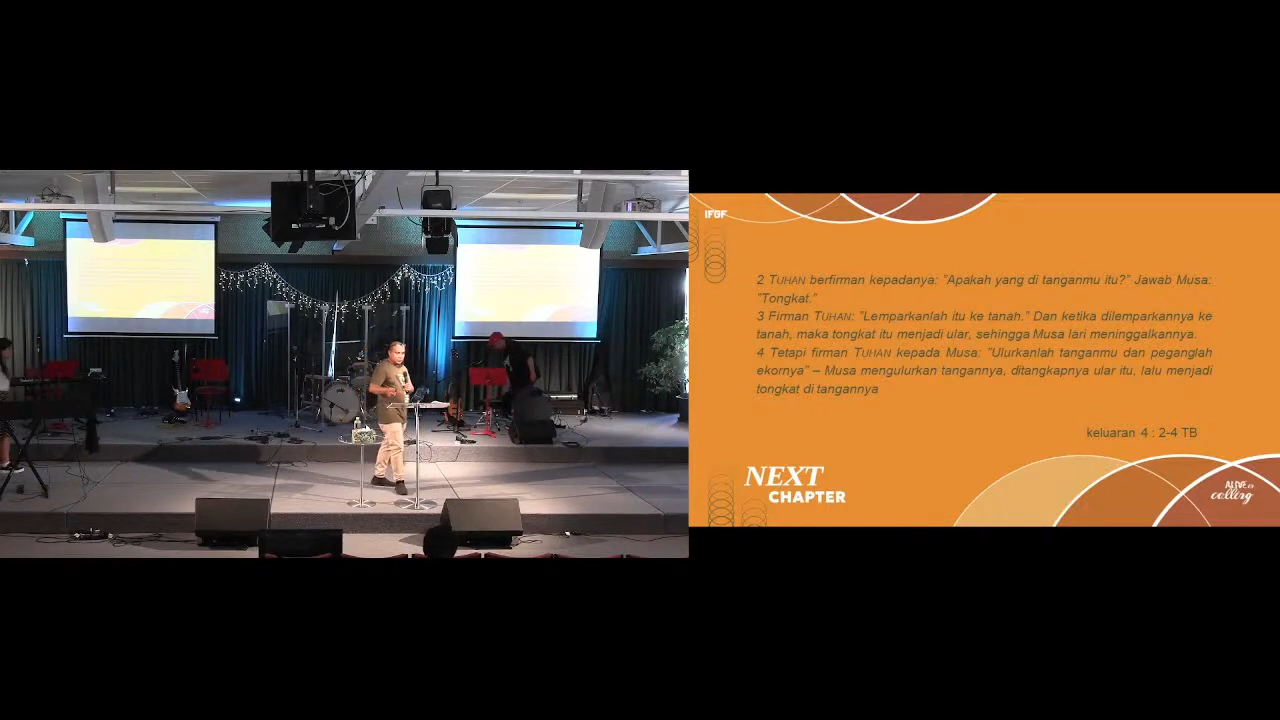 IFGF
2 TUHAN berfirman kepadanya: "Apakah yang di tanganmu itu?" Jawab Musa:
"Tongkat."
3 Firman TUHAN: "Lemparkanlah itu ke tanah." Dan ketika dilemparkannya ke
tanah, maka tongkat itu menjadi ular, sehingga Musa lari meninggalkannya.
4 Tetapi firman TUHAN kepada Musa: "Ulurkanlah tanganmu dan peganglah
ekornya" – Musa mengulurkan tangannya, ditangkapnya ular itu, lalu menjadi
tongkat di tangannya
keluaran 4 : 2-4 TB
NEXT
CHAPTER
ALIVE in
calling